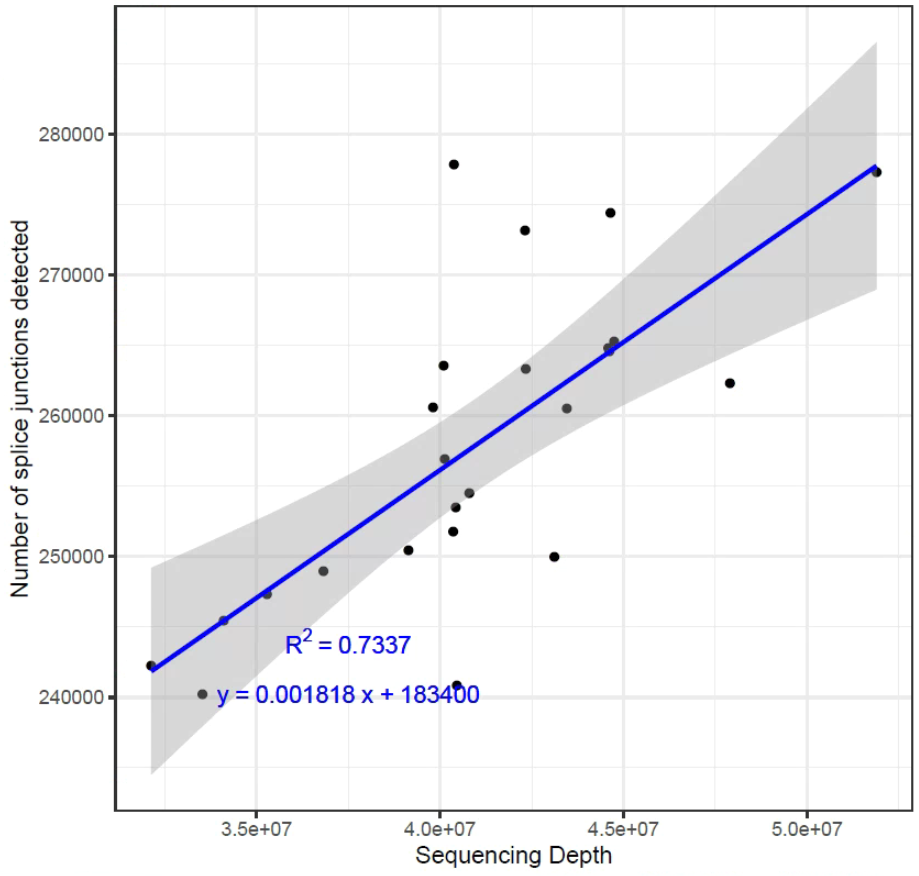 Number of splice junctions detected
280000
270000
260000
250000
240000
R² = 0.7337
y = 0.001818 x + 183400
3.5e+07 4.0e+07 4.5e+07 5.0e+07
Sequencing Depth